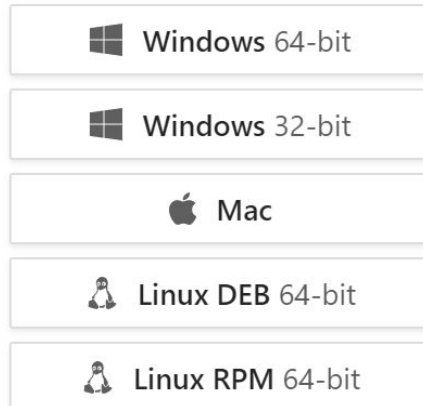 Windows 64-bit
Windows 32-bit
Mac
Linux DEB 64-bit
Linux RPM 64-bit